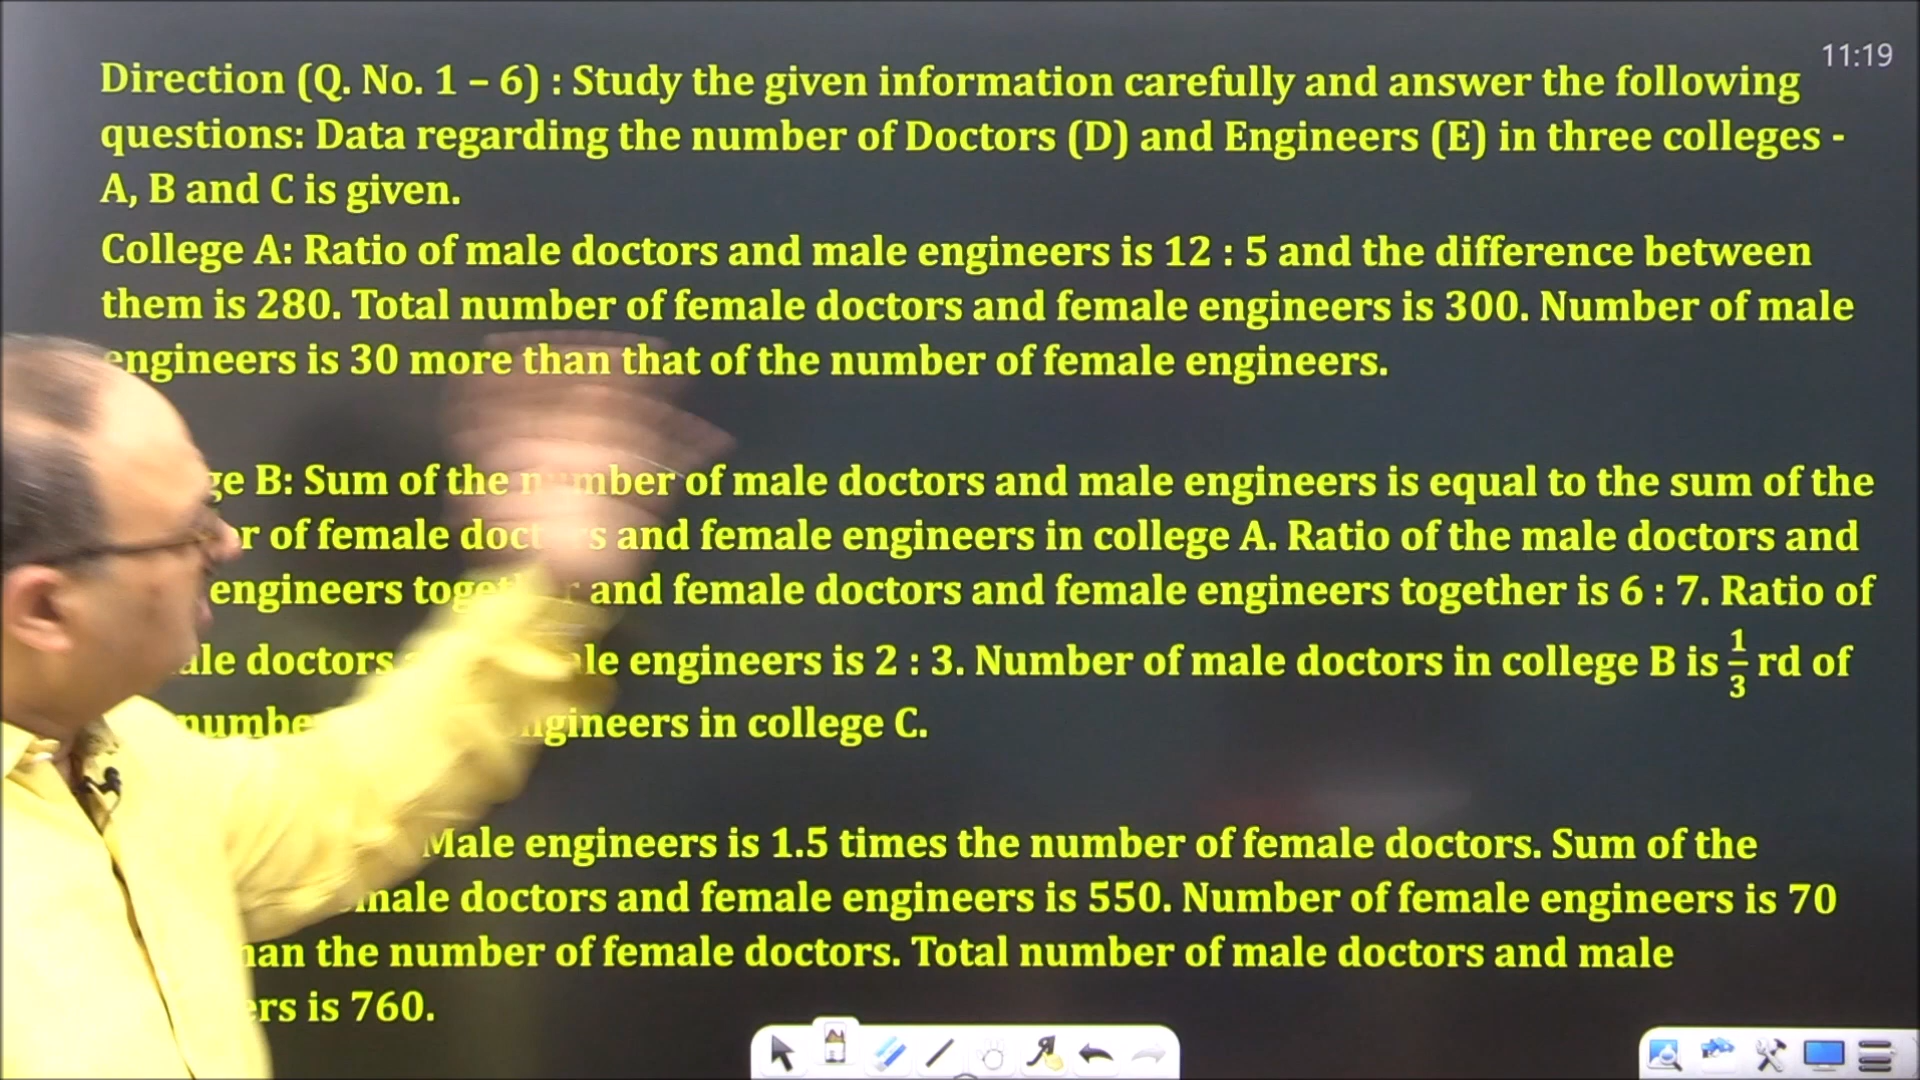 11:19
Direction (Q. No. 1 – 6) : Study the given information carefully and answer the following
questions: Data regarding the number of Doctors (D) and Engineers (E) in three colleges -
A, B and C is given.
College A: Ratio of male doctors and male engineers is 12 : 5 and the difference between
them is 280. Total number of female doctors and female engineers is 300. Number of male
engineers is 30 more than that of the number of female engineers.
B: Sum of the number of male doctors and male engineers is equal to the sum of the
of female doctors and female engineers in college A. Ratio of the male doctors and
engineers together and female doctors and female engineers together is 6 : 7. Ratio of
doctors engineers is 2 : 3. Number of male doctors in college B is 1/3 rd of
in college C.
Male engineers is 1.5 times the number of female doctors. Sum of the
doctors and female engineers is 550. Number of female engineers is 70
the number of female doctors. Total number of male doctors and male
is 760.